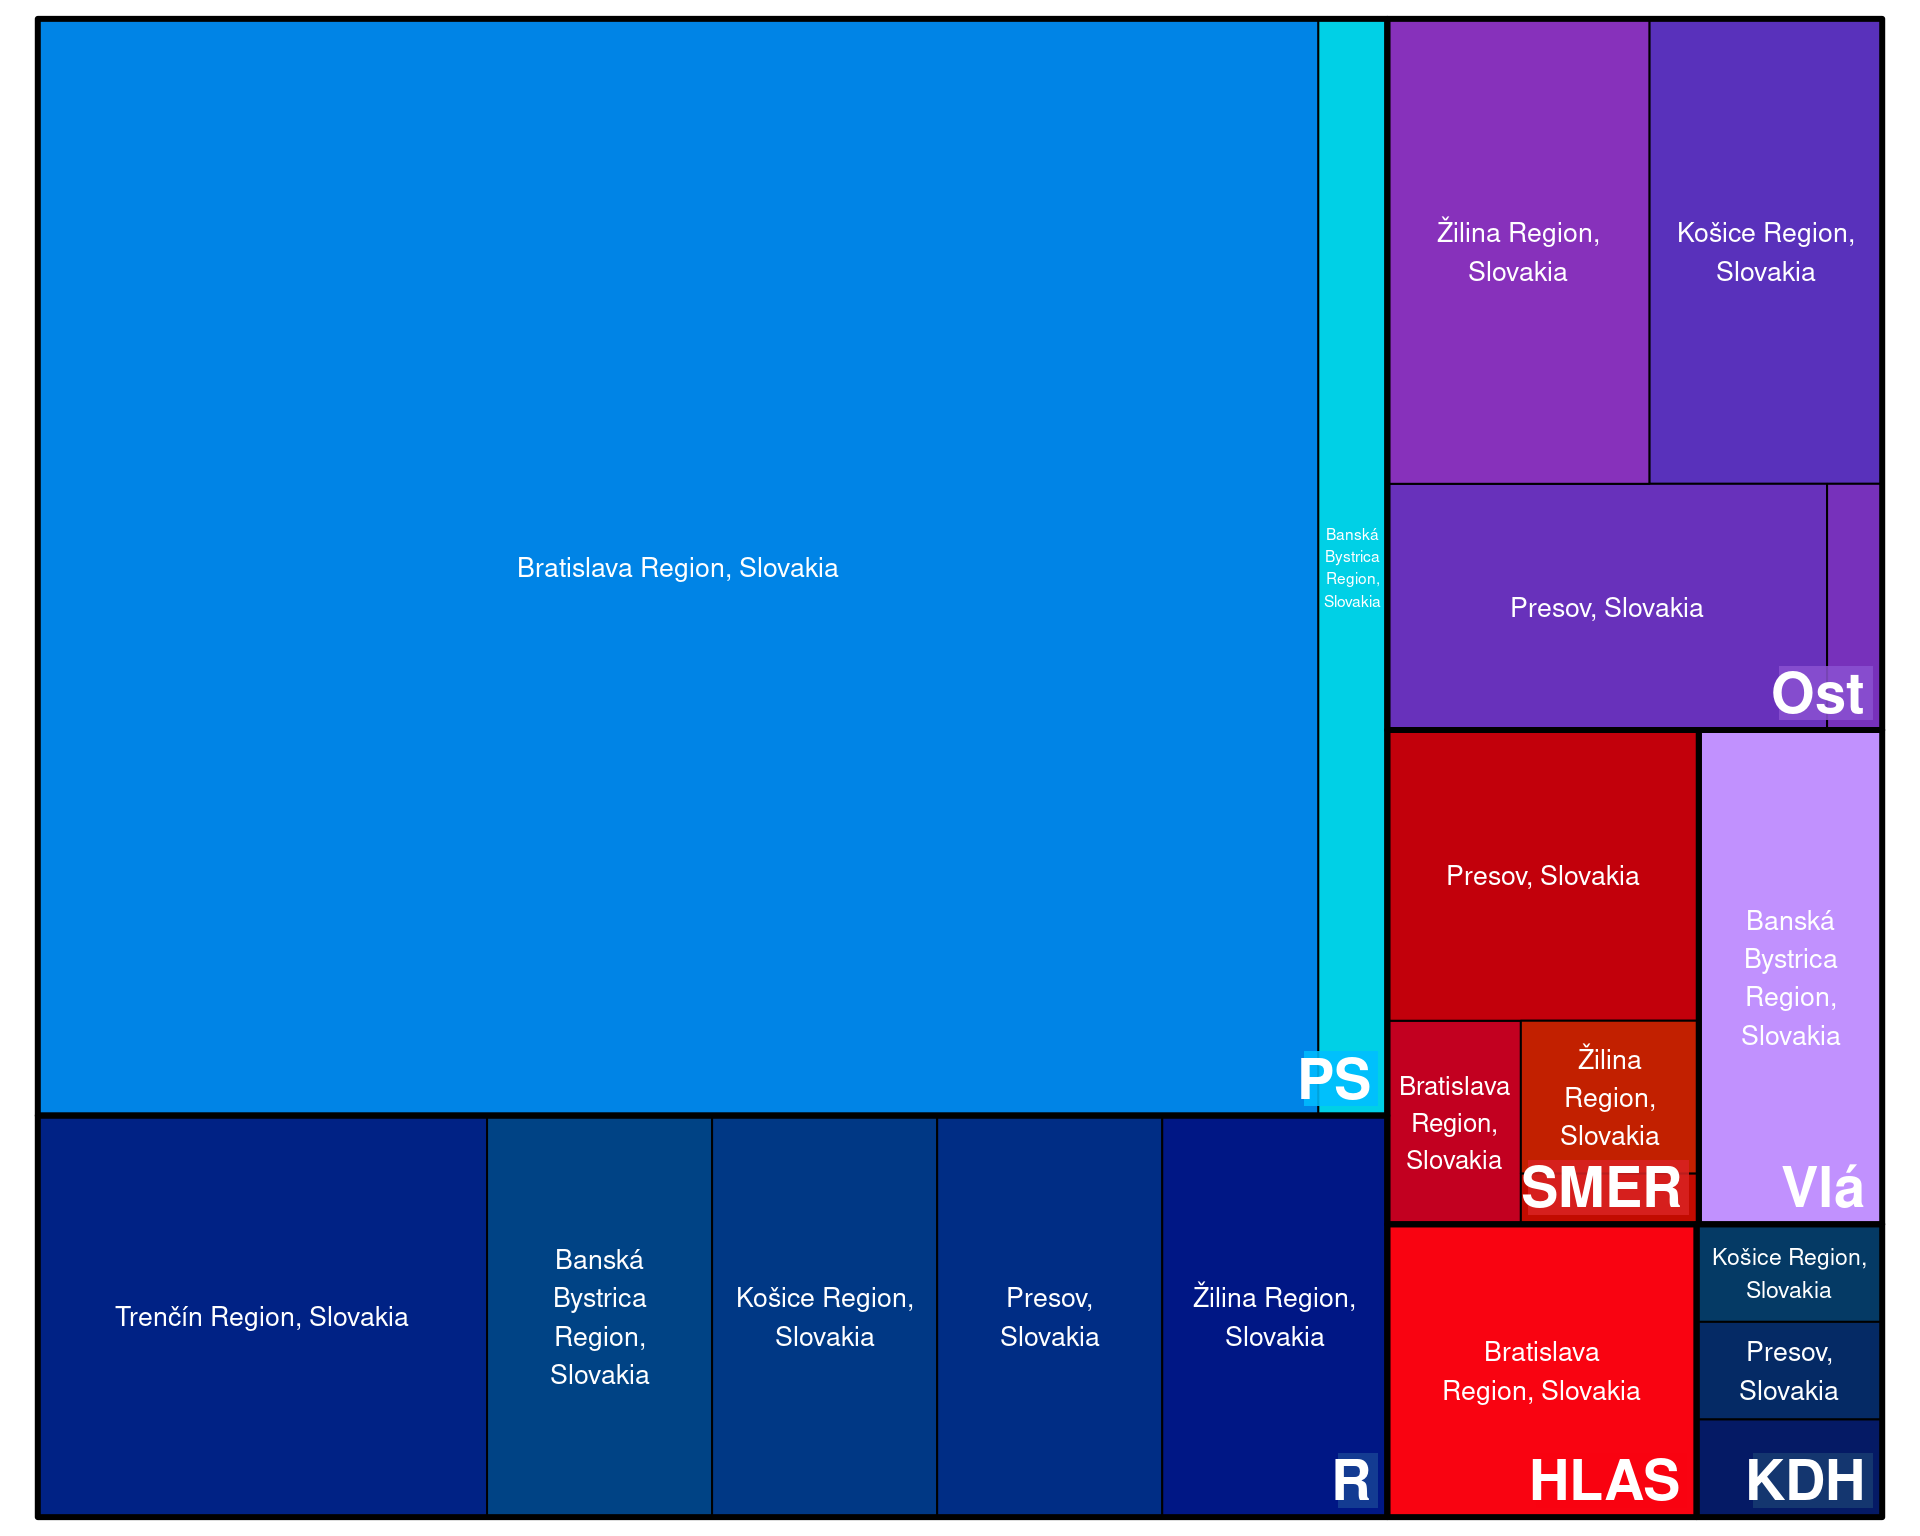 Bratislava Region, Slovakia
Banská
Bystrica
Region,
Slovakia
PS
Žilina Region,
Slovakia
Košice Region,
Slovakia
Presov, Slovakia
Ost
Presov, Slovakia
Bratislava
Region,
Slovakia
Žilina
Region,
Slovakia
SMER
Banská
Bystrica
Region,
Slovakia
Vlá
Trenčín Region, Slovakia
Banská
Bystrica
Region,
Slovakia
Košice Region,
Slovakia
Presov,
Slovakia
Žilina Region,
Slovakia
R
Bratislava
Region, Slovakia
HLAS
Košice Region,
Slovakia
Presov,
Slovakia
KDH